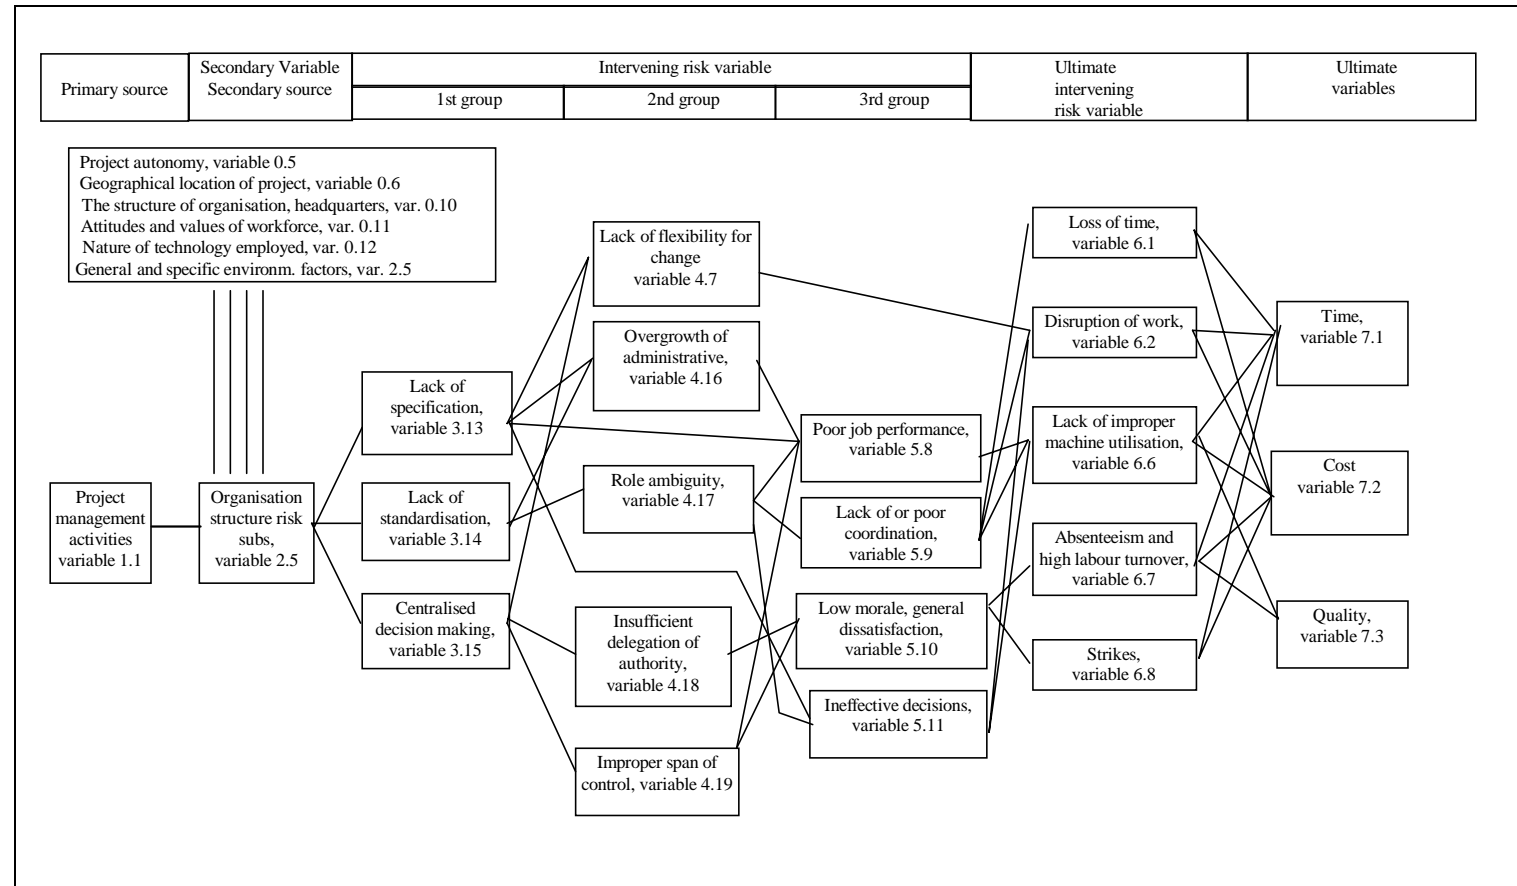 Primary source
Secondary Variable
Secondary source
Intervening risk variable
1st group
2nd group
3rd group
Ultimate
intervening
risk variable
Ultimate
variables
Project autonomy, variable 0.5
Geographical location of project, variable 0.6
The structure of organisation, headquarters, var. 0.10
Attitudes and values of workforce, var. 0.11
Nature of technology employed, var. 0.12
General and specific environm. factors, var. 2.5
Project
management
activities
variable 1.1
Organisation
structure risk
subs,
variable 2.5
Lack of
specification,
variable 3.13
Lack of
standardisation,
variable 3.14
Centralised
decision making,
variable 3.15
Lack of flexibility for
change
variable 4.7
Overgrowth of
administrative,
variable 4.16
Role ambiguity,
variable 4.17
Insufficient
delegation of
authority,
variable 4.18
Improper span of
control, variable 4.19
Poor job performance,
variable 5.8
Lack of or poor
coordination,
variable 5.9
Low morale, general
dissatisfaction,
variable 5.10
Ineffective decisions,
variable 5.11
Loss of time,
variable 6.1
Disruption of work,
variable 6.2
Lack of improper
machine utilisation,
variable 6.6
Absenteeism and
high labour turnover,
variable 6.7
Strikes,
variable 6.8
Time,
variable 7.1
Cost
variable 7.2
Quality,
variable 7.3